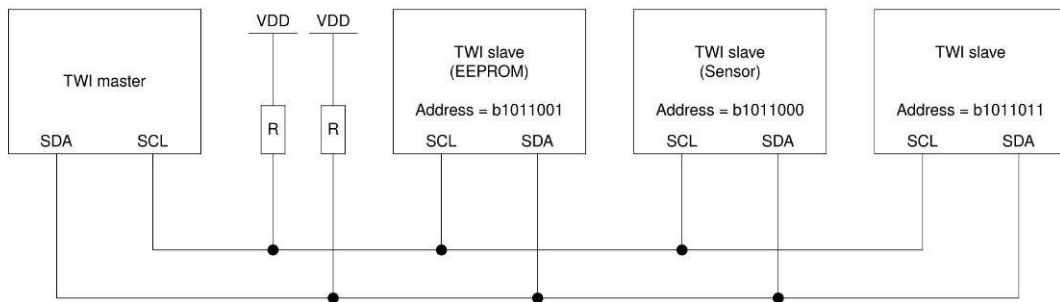 VDD VDD
TWI master
TWI slave
(EEPROM)
Address = b1011001
TWI slave
(Sensor)
Address = b1011000
TWI slave
Address = b1011011
R R
SDA SCL
SCL SDA
SCL SDA
SCL SDA